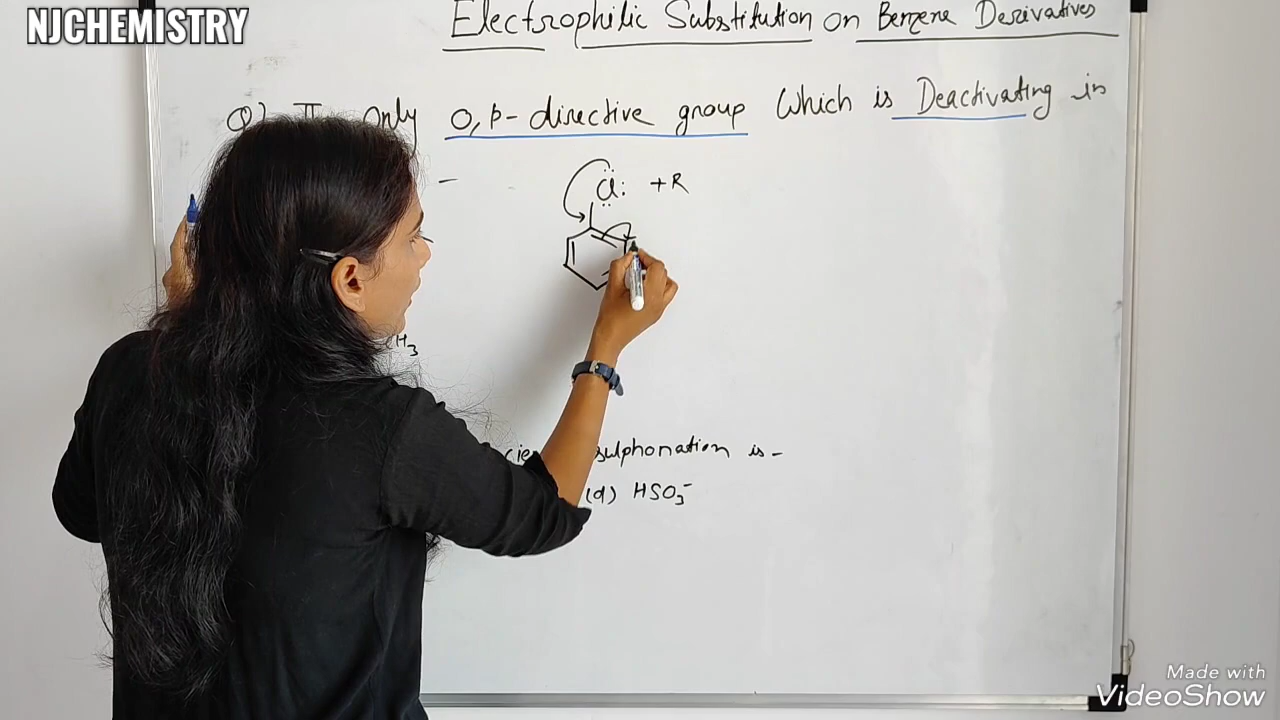 NJCHEMISTRY
Electrophilic Substitution on Benzene Derivatives
Q) only o,p- directive group Which is Deactivating in
- Cl: +R
H3
sulphonation is -
(d) HSO3-
Made with
VideoShow